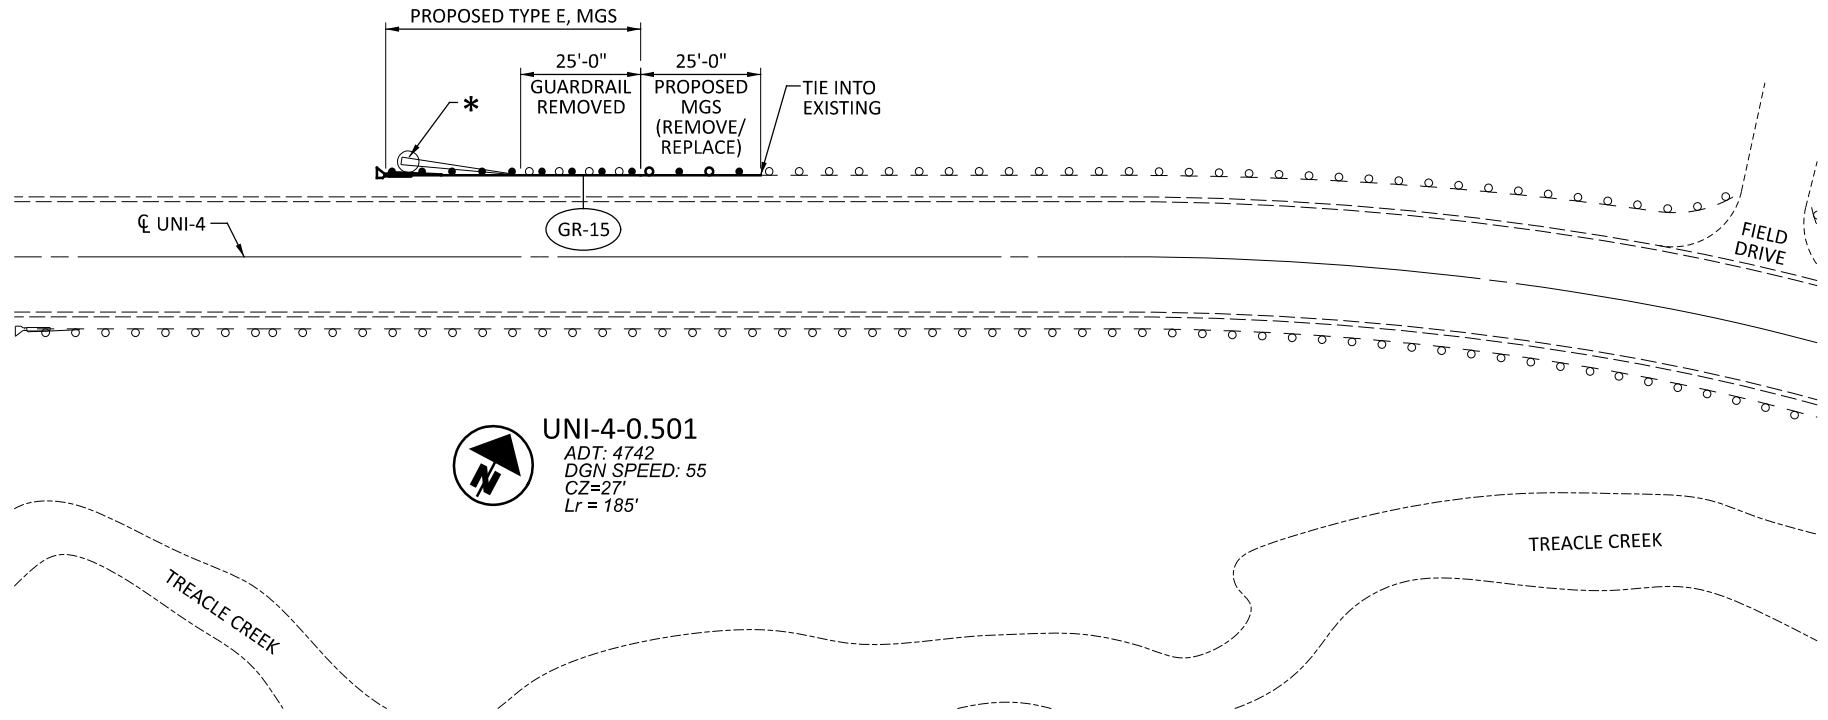 PROPOSED TYPE E, MGS
25'-0"
GUARDRAIL
REMOVED
25'-0"
PROPOSED
MGS
(REMOVE/
REPLACE)
TIE INTO
EXISTING
*
℄ UNI-4
GR-15
FIELD
DRIVE
N
UNI-4-0.501
ADT: 4742
DGN SPEED: 55
CZ=27'
Lr = 185'
TREACLE CREEK
TREACLE CREEK